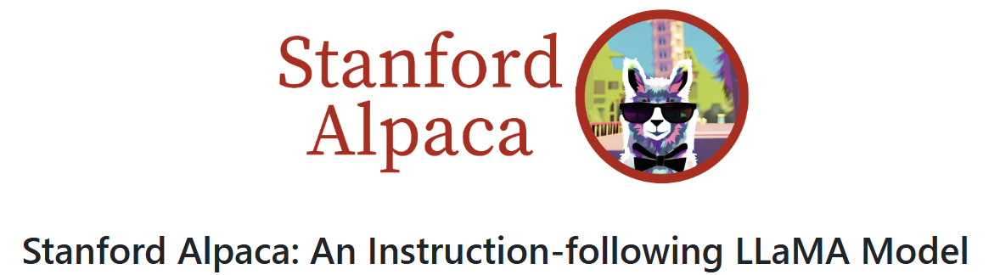 Stanford
Alpaca
Stanford Alpaca: An Instruction-following LLaMA Model